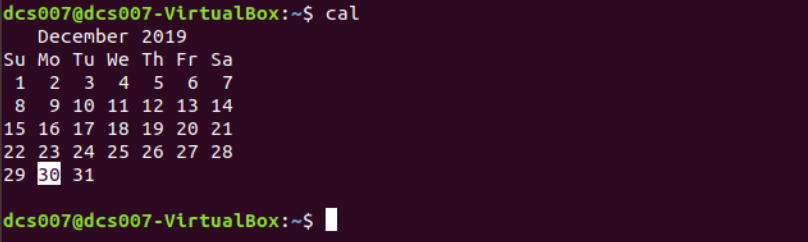 dcs007@dcs007-VirtualBox:~$ cal
   December 2019
Su Mo Tu We Th Fr Sa
 1  2  3  4  5  6  7
 8  9 10 11 12 13 14
15 16 17 18 19 20 21
22 23 24 25 26 27 28
29 30 31
dcs007@dcs007-VirtualBox:~$